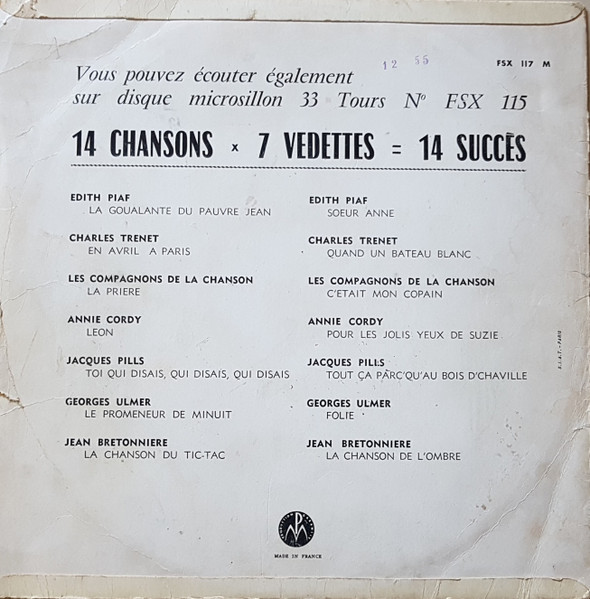 12 55
FSX 117 M
Vous pouvez écouter également
sur disque microsillon 33 Tours Nº FSX 115
14 CHANSONS x 7 VEDETTES = 14 SUCCÈS
EDITH PIAF
LA GOUALANTE DU PAUVRE JEAN
CHARLES TRENET
EN AVRIL A PARIS
LES COMPAGNONS DE LA CHANSON
LA PRIERE
ANNIE CORDY
LEON
JACQUES PILLS
TOI QUI DISAIS, QUI DISAIS, QUI DISAIS
GEORGES ULMER
LE PROMENEUR DE MINUIT
JEAN BRETONNIERE
LA CHANSON DU TIC-TAC
EDITH PIAF
SOEUR ANNE
CHARLES TRENET
QUAND UN BATEAU BLANC
LES COMPAGNONS DE LA CHANSON
C'ETAIT MON COPAIN
ANNIE CORDY
POUR LES JOLIS YEUX DE SUZIE
JACQUES PILLS
TOUT ÇA PARC'QU'AU BOIS D'CHAVILLE
GEORGES ULMER
FOLIE
JEAN BRETONNIERE
LA CHANSON DE L'OMBRE
MADE IN FRANCE